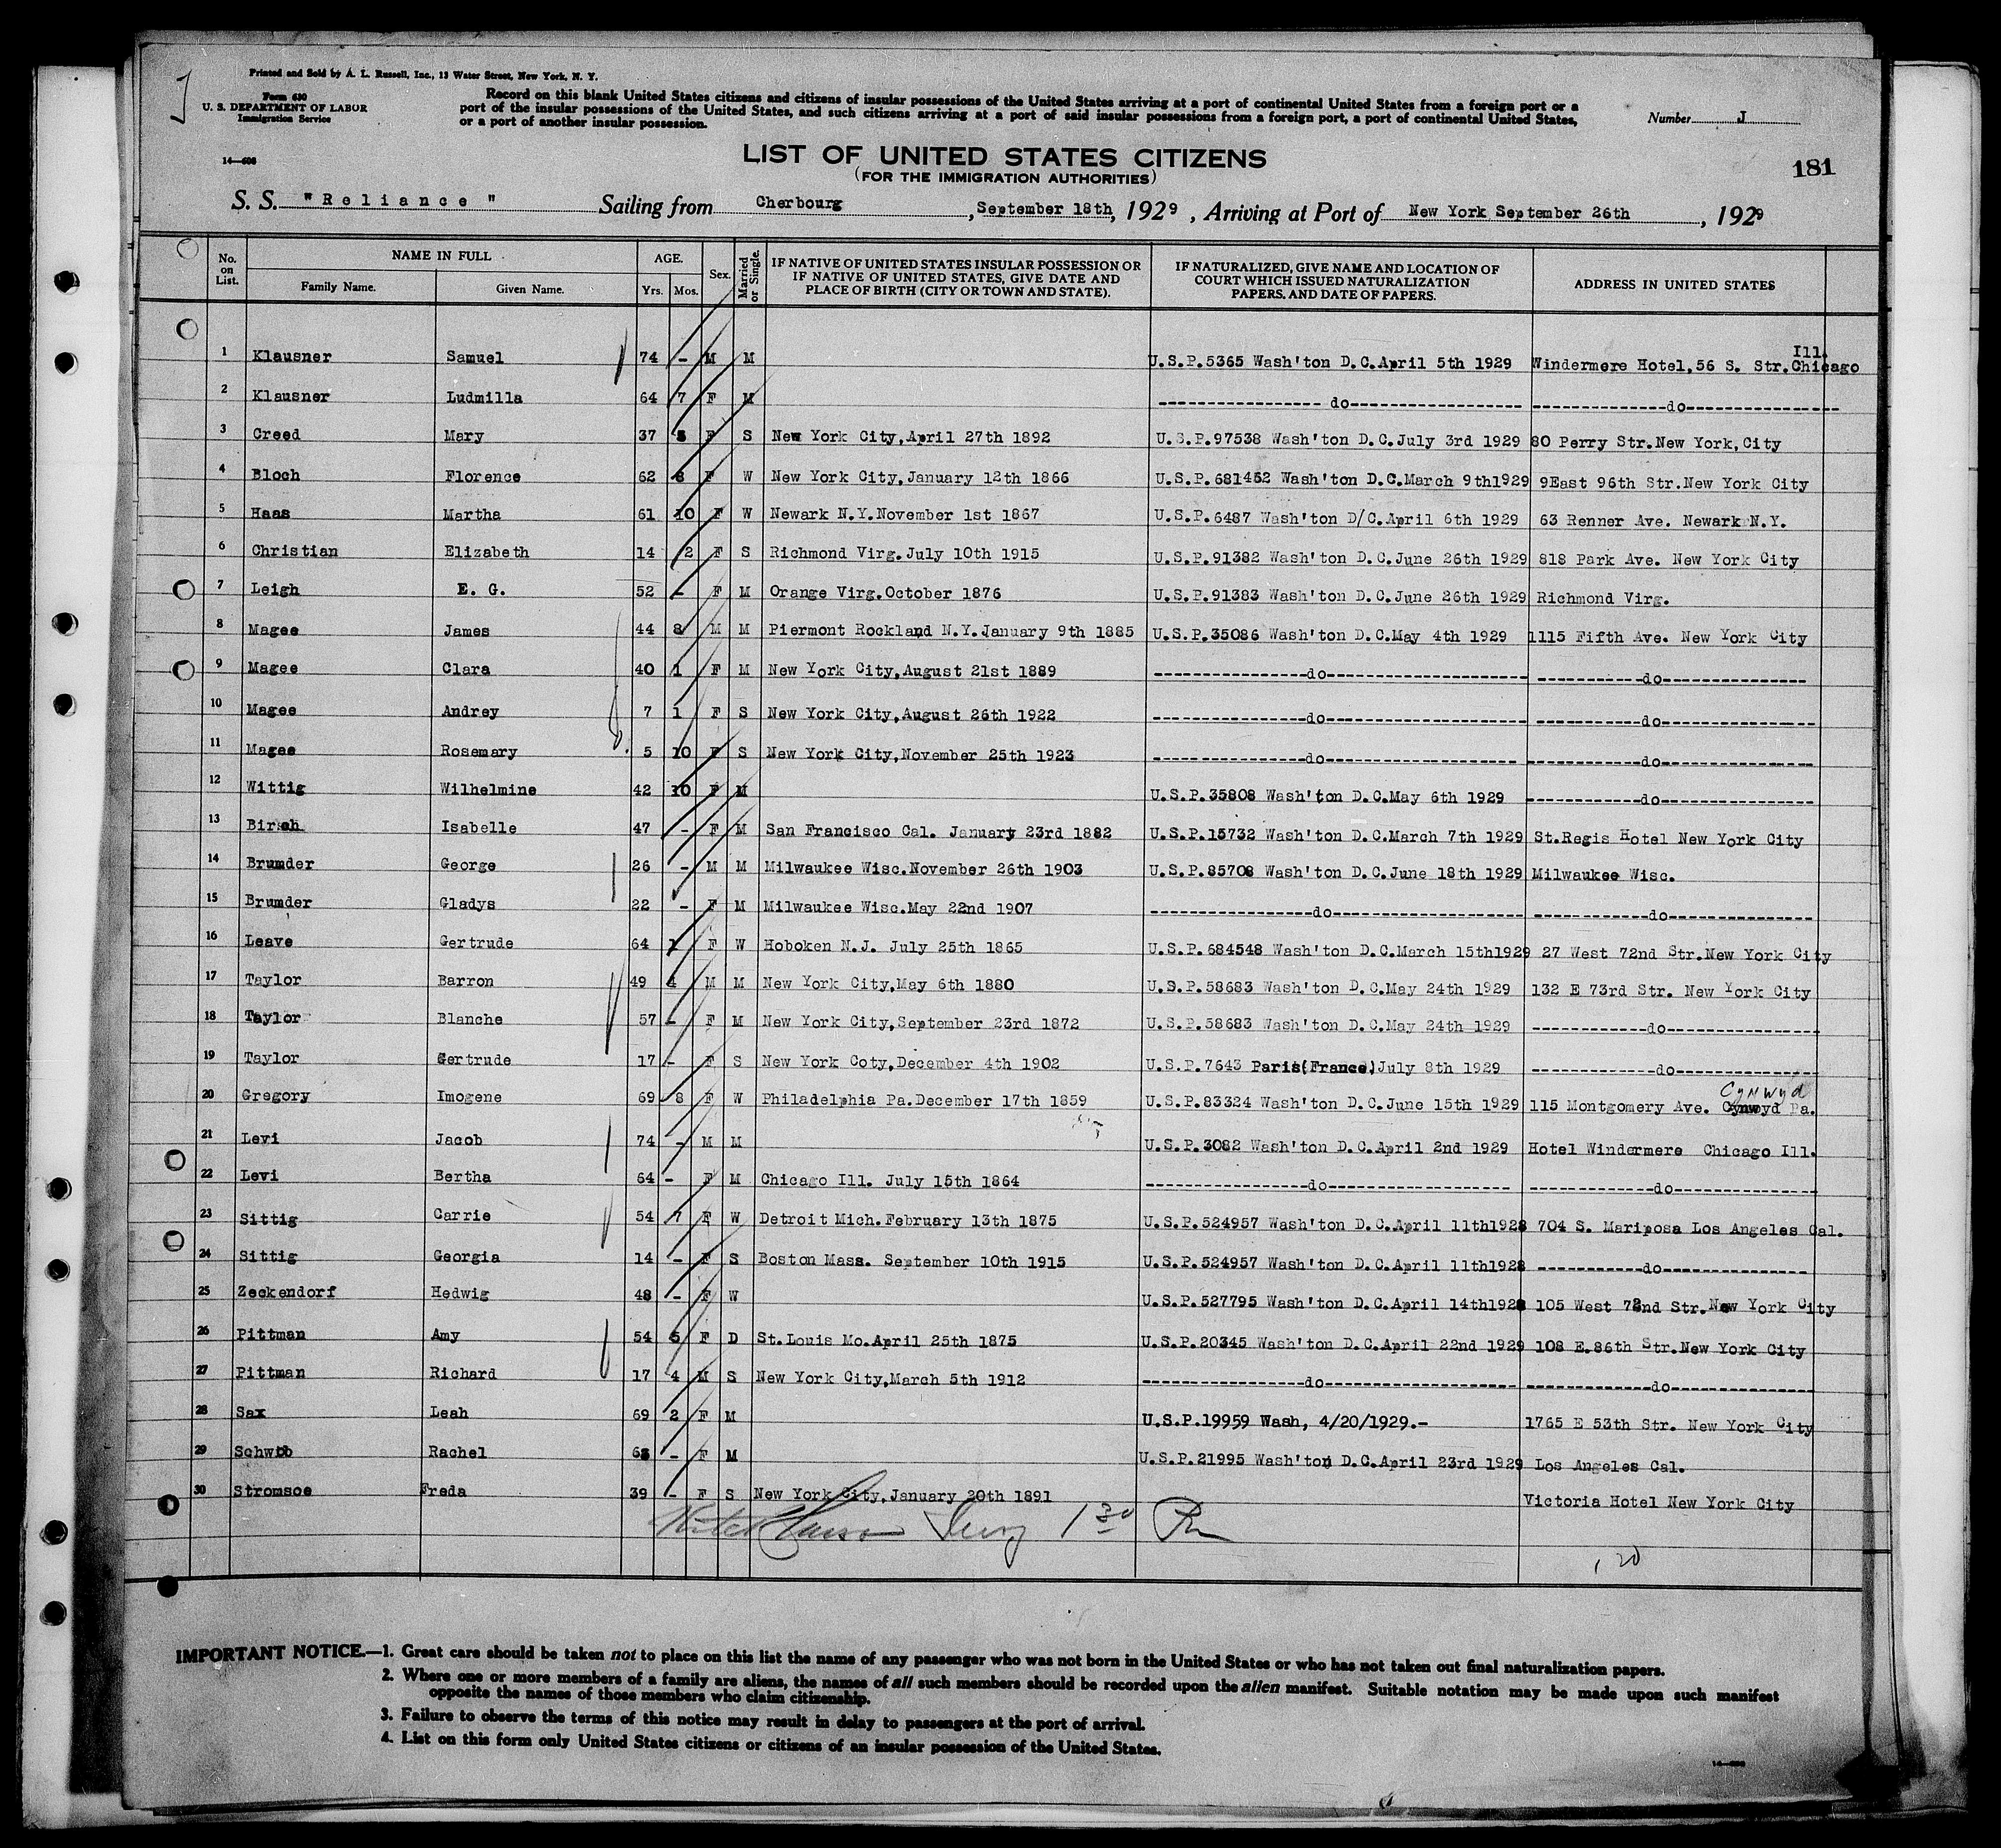 Printed and Sold by A. L. Russell, Inc., 13 Water Street, New York, N. Y.
Form 630
U. S. DEPARTMENT OF LABOR
Immigration Service
14—608
Record on this blank United States citizens and citizens of insular possessions of the United States arriving at a port of continental United States from a foreign port or a
port of the insular possessions of the United States, and such citizens arriving at a port of said insular possessions from a foreign port, a port of continental United States,
or a port of another insular possession.
Number J
LIST OF UNITED STATES CITIZENS
(FOR THE IMMIGRATION AUTHORITIES)
181
S. S. "Reliance" Sailing from Cherbourg, September 18th, 1929, Arriving at Port of New York September 26th, 1929
No. on List. NAME IN FULL AGE. Sex. Married or Single. IF NATIVE OF UNITED STATES INSULAR POSSESSION OR IF NATIVE OF UNITED STATES, GIVE DATE AND PLACE OF BIRTH (CITY OR TOWN AND STATE). IF NATURALIZED, GIVE NAME AND LOCATION OF COURT WHICH ISSUED NATURALIZATION PAPERS, AND DATE OF PAPERS. ADDRESS IN UNITED STATES
Family Name. Given Name. Yrs. Mos.
1 Klausner Samuel 74 - M M U.S.P.5365 Wash'ton D.C.April 5th 1929 Windermere Hotel,56 S. Str.Chicago Ill.
2 Klausner Ludmilla 64 7 F M do do
3 Creed Mary 37 F S New York City,April 27th 1892 U.S.P.97538 Wash'ton D.C.July 3rd 1929 80 Perry Str.New York,City
4 Bloch Florence 62 8 F W New York City,January 12th 1866 U.S.P.681452 Wash'ton D.C.March 9th1929 9East 96th Str.New York City
5 Haas Martha 61 10 F W Newark N.Y.November 1st 1867 U.S.P.6487 Wash'ton D/C.April 6th 1929 63 Renner Ave. Newark N.Y.
6 Christian Elizabeth 14 2 F S Richmond Virg.July 10th 1915 U.S.P.91382 Wash'ton D.C.June 26th 1929 818 Park Ave. New York City
7 Leigh E. G. 52 - F M Orange Virg.October 1876 U.S.P.91383 Wash'ton D.C.June 26th 1929 Richmond Virg.
8 Magee James 44 8 M M Piermont Rockland N.Y.January 9th 1885 U.S.P.35086 Wash'ton D.C.May 4th 1929 1115 Fifth Ave. New York City
9 Magee Clara 40 1 F M New York City,August 21st 1889 do do
10 Magee Andrey 7 1 F S New York City,August 26th 1922 do do
11 Magee Rosemary 5 10 F S New York City,November 25th 1923 do do
12 Wittig Wilhelmine 42 10 F M U.S.P.35808 Wash'ton D.C.May 6th 1929 do
13 Birsh Isabelle 47 - F M San Francisco Cal. January 23rd 1882 U.S.P.15732 Wash'ton D.C.March 7th 1929 St.Regis Hotel New York City
14 Brumder George 26 - M M Milwaukee Wisc.November 26th 1903 U.S.P.85708 Wash'ton D.C.June 18th 1929 Milwaukee Wisc.
15 Brumder Gladys 22 - F M Milwaukee Wisc.May 22nd 1907 do do
16 Leave Gertrude 64 1 F W Hoboken N.J. July 25th 1865 U.S.P.684548 Wash'ton D.C.March 15th1929 27 West 72nd Str.New York City
17 Taylor Barron 49 4 M M New York City,May 6th 1880 U.S.P.58683 Wash'ton D.C.May 24th 1929 132 E 73rd Str. New York City
18 Taylor Blanche 57 - F M New York City,September 23rd 1872 U.S.P.58683 Wash'ton D.C.May 24th 1929 do
19 Taylor Gertrude 17 - F S New York Coty,December 4th 1902 U.S.P.7643 Paris(France)July 8th 1929 do
20 Gregory Imogene 69 8 F W Philadelphia Pa.December 17th 1859 U.S.P.83324 Wash'ton D.C.June 15th 1929 115 Montgomery Ave. Cynwyd Pa. Cynwyd
21 Levi Jacob 74 - M M U.S.P.3082 Wash'ton D.C.April 2nd 1929 Hotel Windermere Chicago Ill.
22 Levi Bertha 64 - F M Chicago Ill. July 15th 1864 do do
23 Sittig Carrie 54 7 F W Detroit Mich.February 13th 1875 U.S.P.524957 Wash'ton D.C.April 11th1928 704 S. Mariposa Los Angeles Cal.
24 Sittig Georgia 14 - F S Boston Mass. September 10th 1915 U.S.P.524957 Wash'ton D.C.April 11th1928 do
25 Zeckendorf Hedwig 48 - F W U.S.P.527795 Wash'ton D.C.April 14th1928 105 West 72nd Str.New York City
26 Pittman Amy 54 5 F D St.Louis Mo.April 25th 1875 U.S.P.20345 Wash'ton D.C.April 22nd 1929 108 E.86th Str.New York City
27 Pittman Richard 17 4 M S New York City,March 5th 1912 do do
28 Sax Leah 69 2 F M U.S.P.19959 Wash, 4/20/1929.- 1765 E 53th Str. New York City
29 Rachel - F M U.S.P.21995 Wash'ton D.C.April 23rd 1929 Los Angeles Cal.
30 Stromsoe Freda 39 - F S New York City,January 20th 1891 Victoria Hotel New York City
IMPORTANT NOTICE.—1. Great care should be taken not to place on this list the name of any passenger who was not born in the United States or who has not taken out final naturalization papers.
2. Where one or more members of a family are aliens, the names of all such members should be recorded upon the alien manifest. Suitable notation may be made upon such manifest
opposite the names of those members who claim citizenship.
3. Failure to observe the terms of this notice may result in delay to passengers at the port of arrival.
4. List on this form only United States citizens or citizens of an insular possession of the United States.